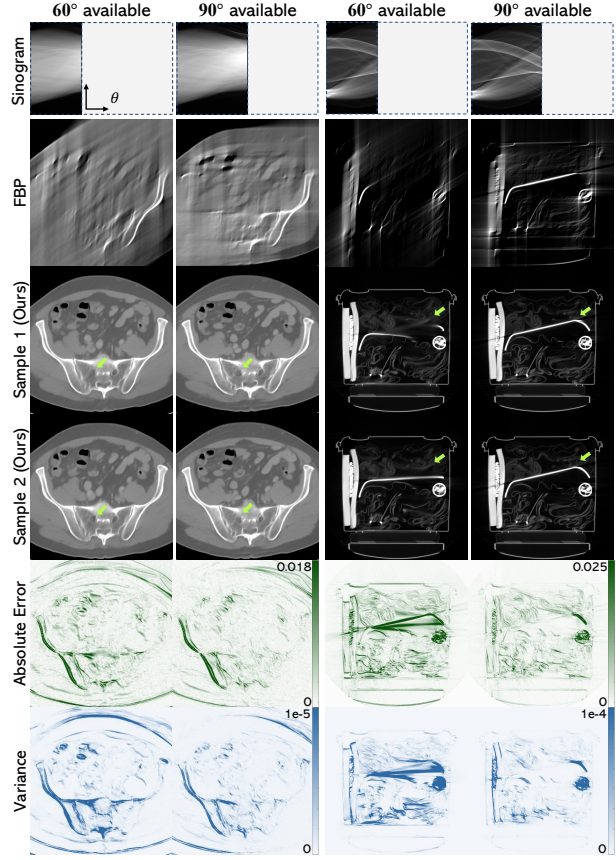 60° available 90° available 60° available 90° available
Sinogram
θ
FBP
Sample 1 (Ours)
Sample 2 (Ours)
Absolute Error
0.018
0
0.025
0
Variance
1e-5
0
1e-4
0